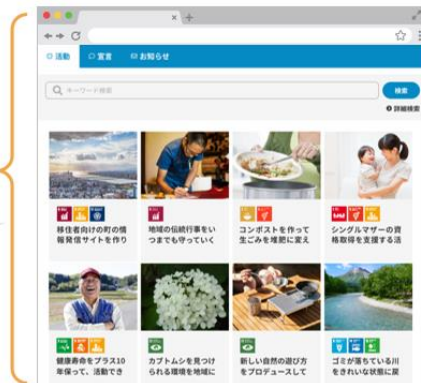 活動 宣言 お知らせ
キーワード検索 検索
詳細検索
移住者向けの町の情
報発信サイトを作り
地域の伝統行事をい
つまでも守っていく
コンポストを作って
生ごみを堆肥に変え
シングルマザーの資
格取得を支援する活
健康寿命をプラス10
年保って、活動でき
カブトムシを見つけ
られる環境を地域に
新しい自然の遊び方
をプロデュースして
ゴミが落ちている川
をきれいな状態に戻